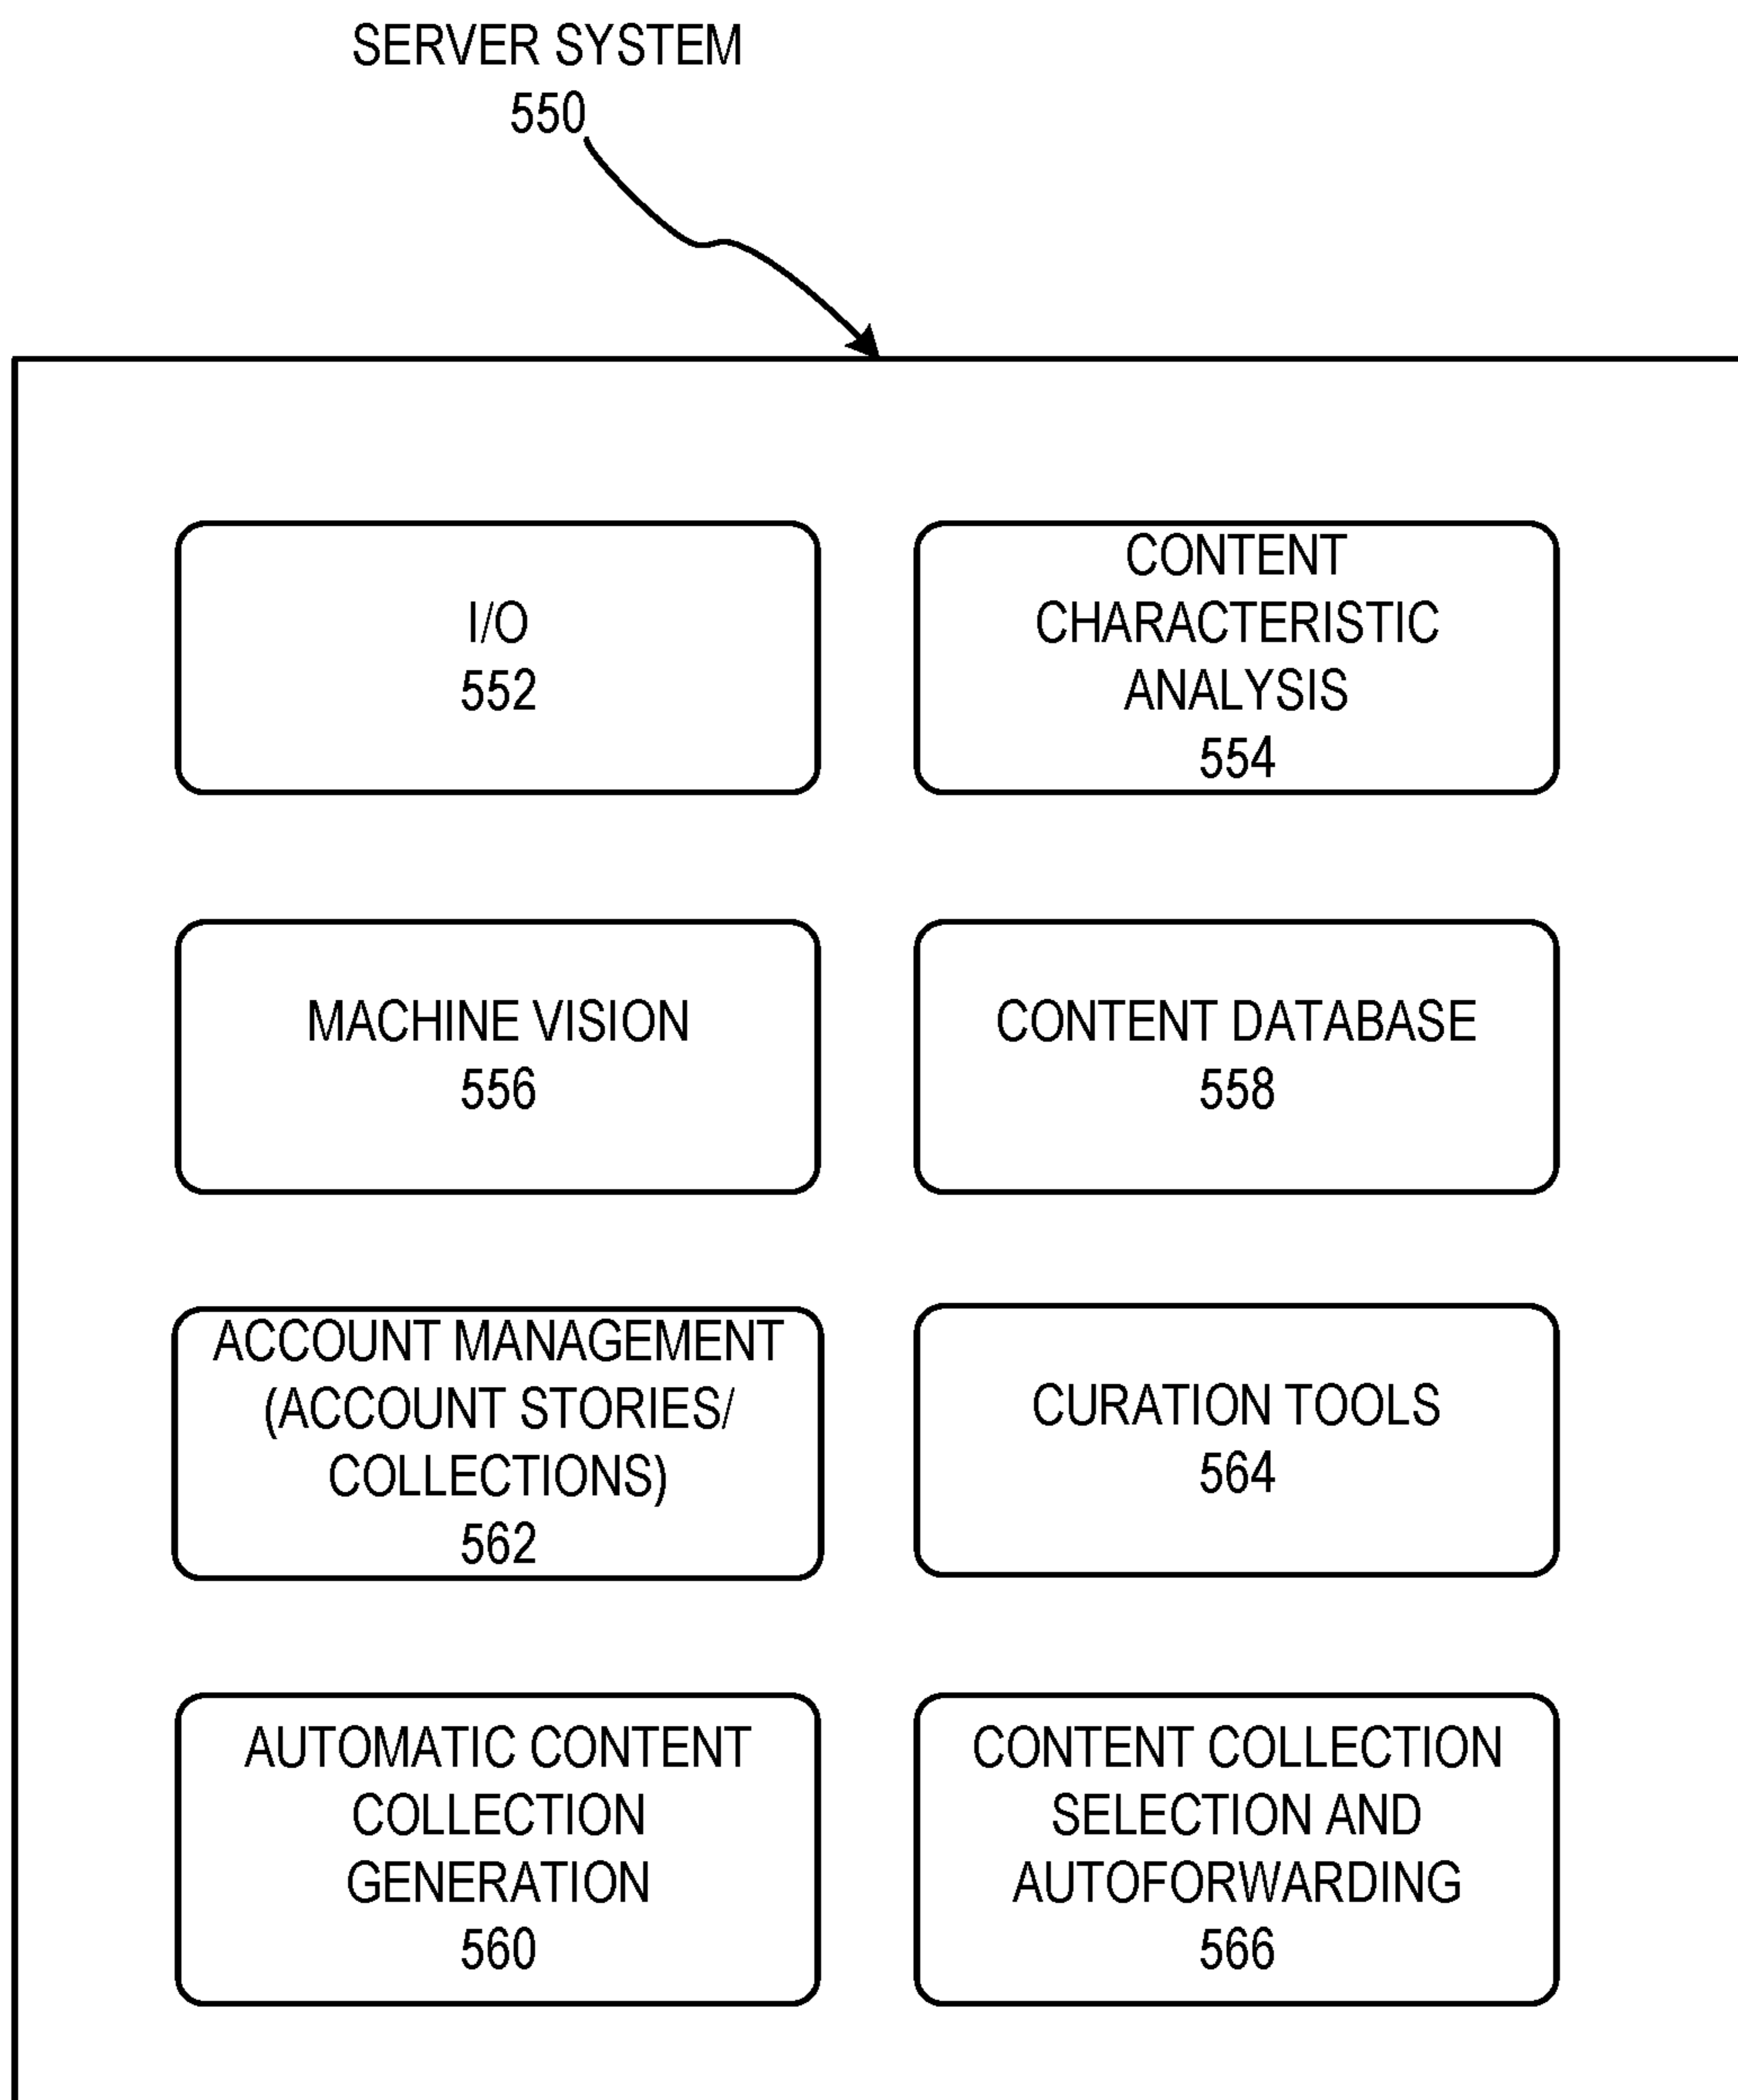 SERVER SYSTEM
550
I/O
552
CONTENT
CHARACTERISTIC
ANALYSIS
554
MACHINE VISION
556
CONTENT DATABASE
558
ACCOUNT MANAGEMENT
(ACCOUNT STORIES/
COLLECTIONS)
562
CURATION TOOLS
564
AUTOMATIC CONTENT
COLLECTION
GENERATION
560
CONTENT COLLECTION
SELECTION AND
AUTOFORWARDING
566